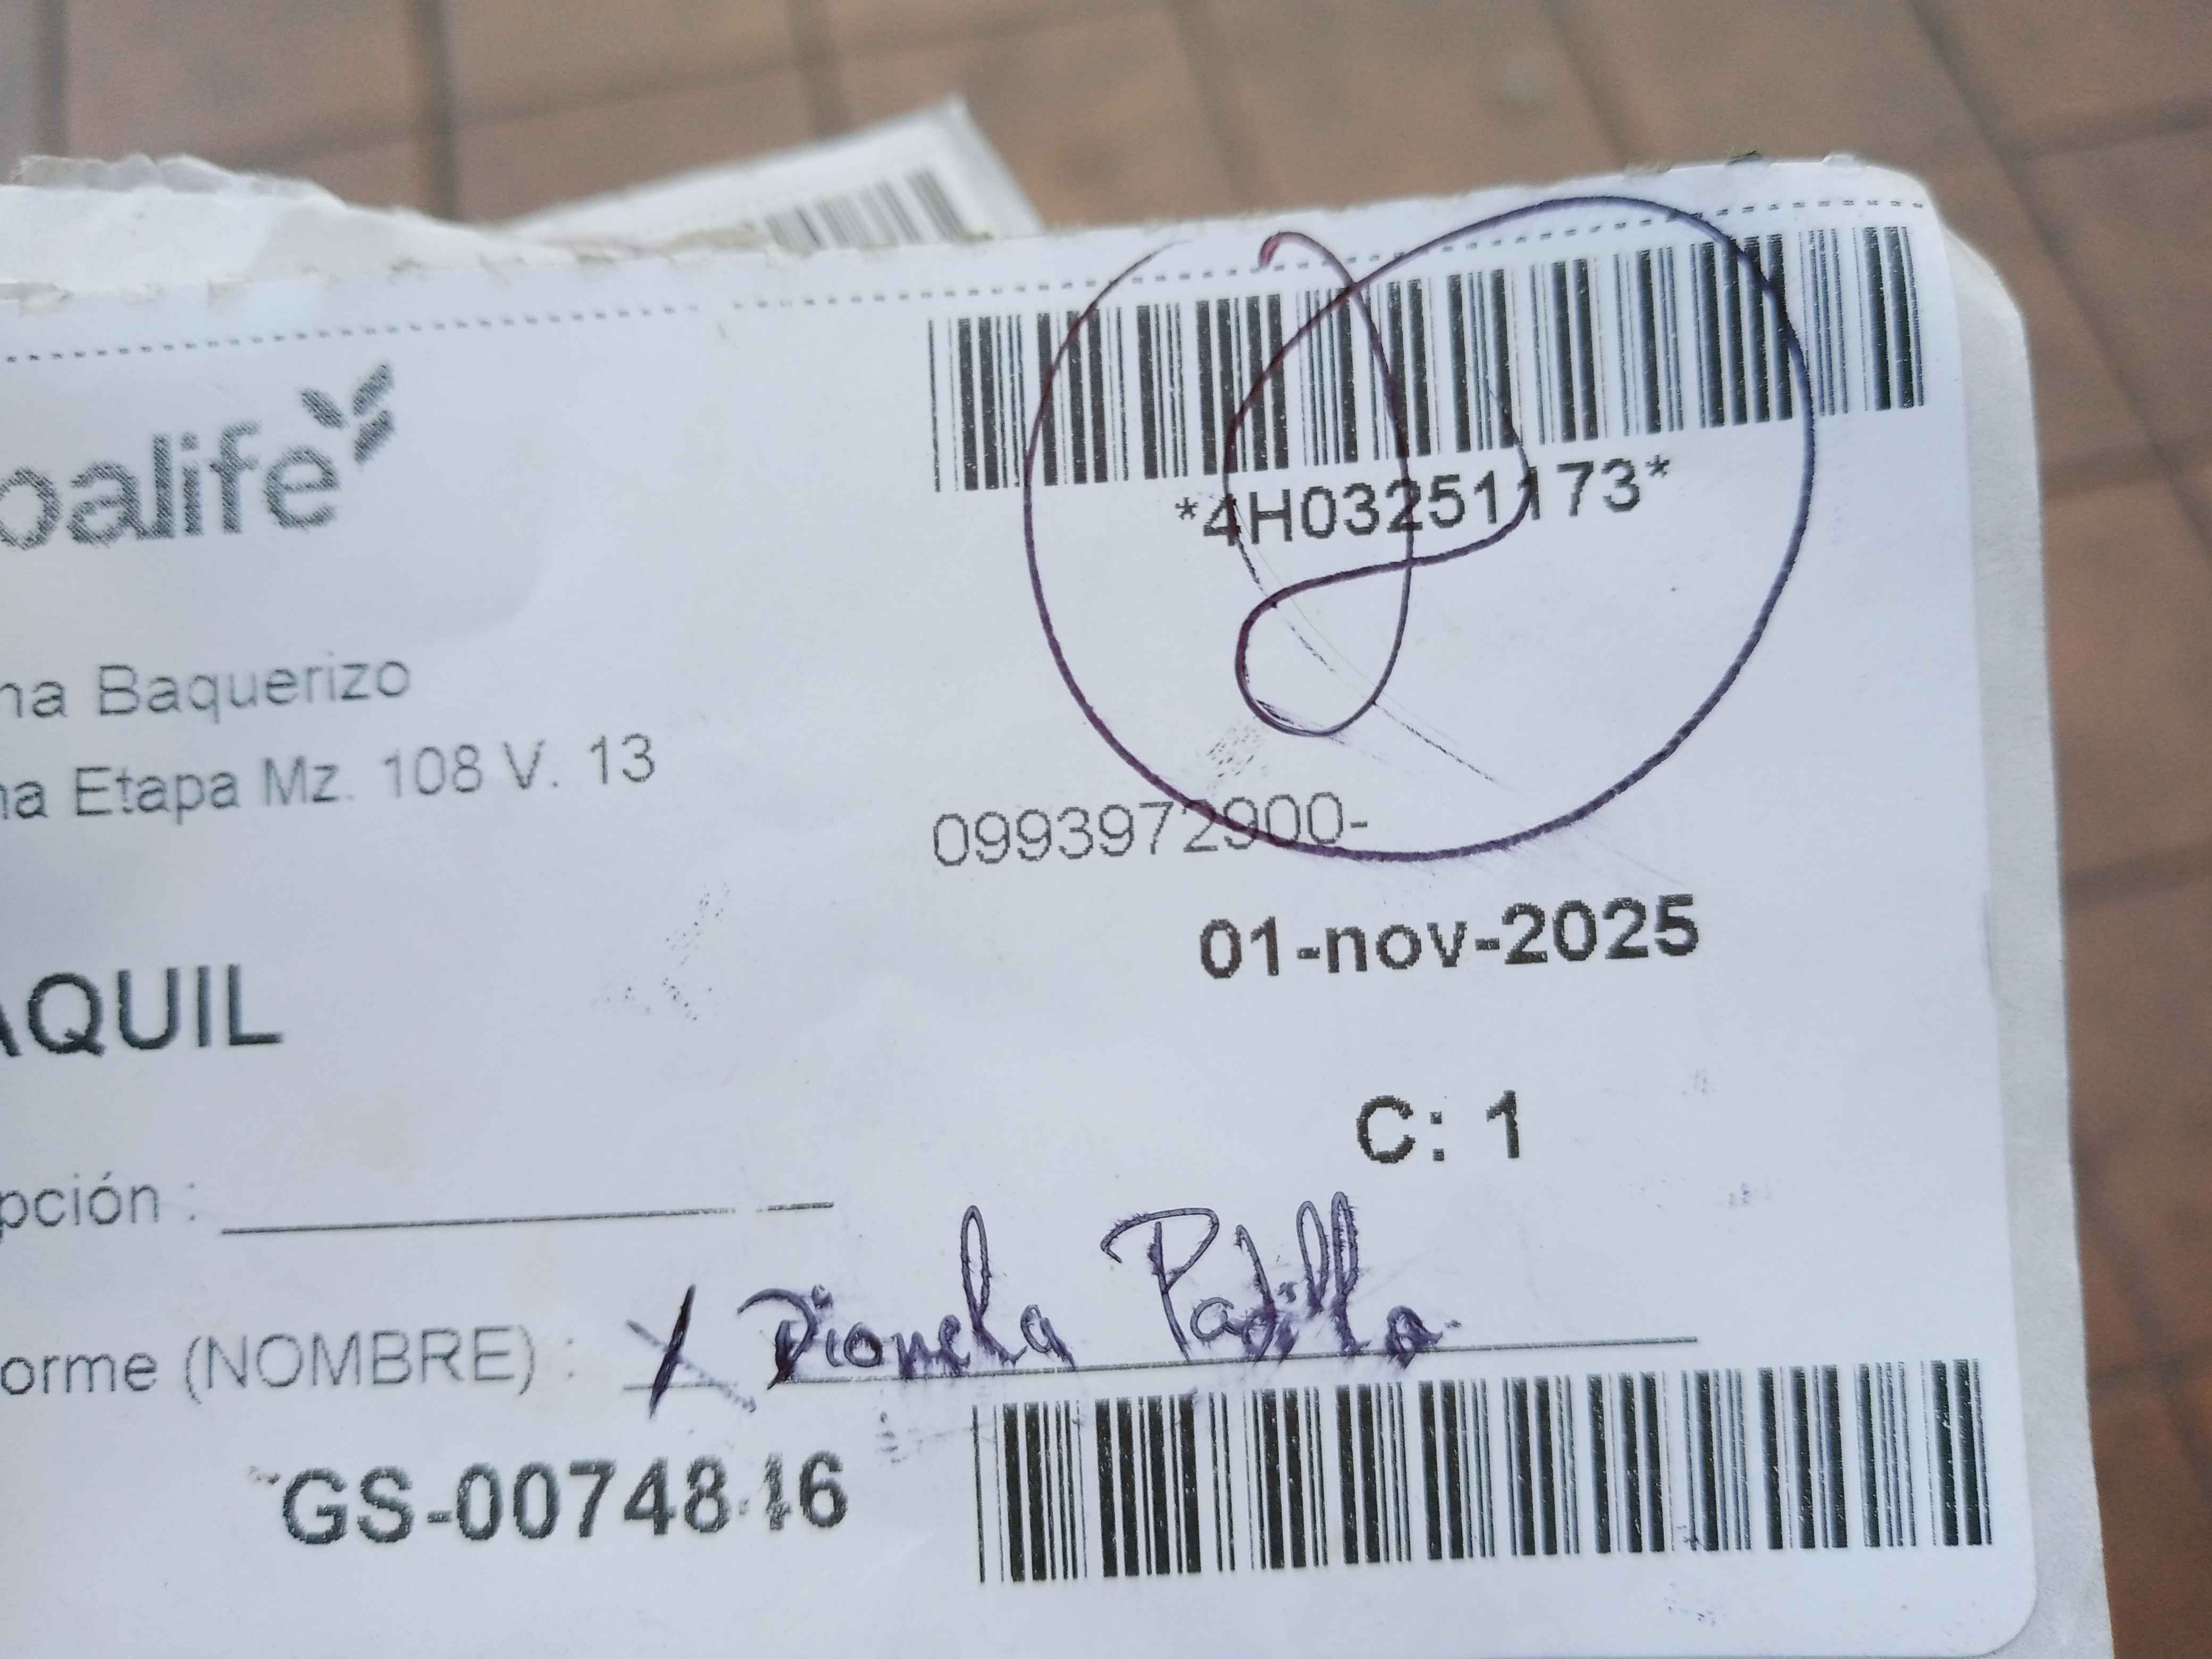 balife
na Baquerizo
na Etapa Mz. 108 V. 13
AQUIL
*4H03251173*
0993972900-
01-nov-2025
C: 1
pción :
orme (NOMBRE) : X Dionela Padilla.
GS-0074816